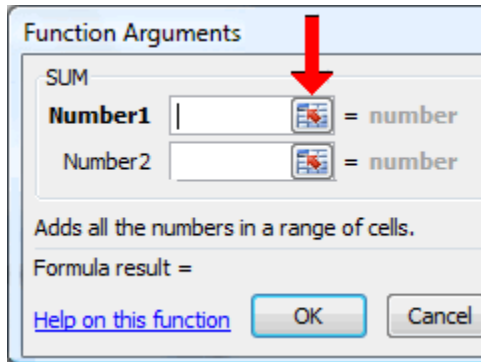 Function Arguments
SUM
Number1 = number
Number2 = number
Adds all the numbers in a range of cells.
Formula result =
Help on this function OK Cancel